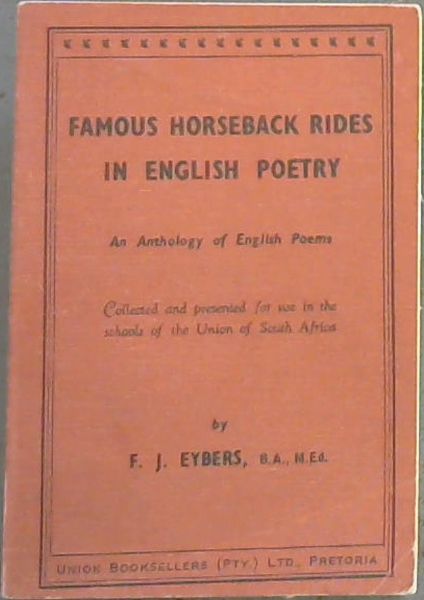 FAMOUS HORSEBACK RIDES
IN ENGLISH POETRY
An Anthology of English Poems
Collected and presented for use in the
schools of the Union of South Africa
by
F. J. EYBERS, B.A., M.Ed.
UNION BOOKSELLERS (PTY.) LTD., PRETORIA